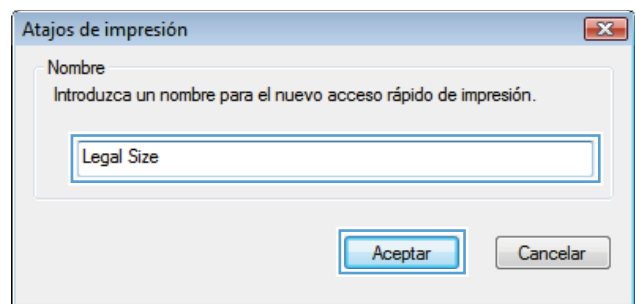 Atajos de impresión
Nombre
Introduzca un nombre para el nuevo acceso rápido de impresión.
Legal Size
Aceptar Cancelar